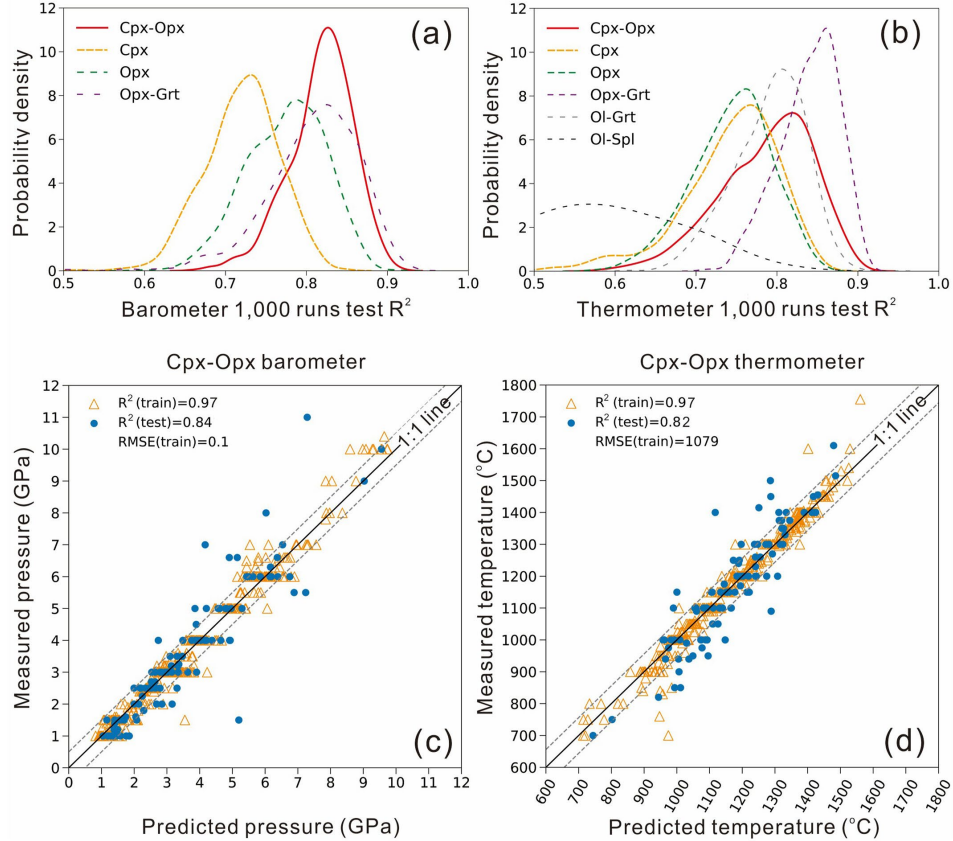 12
10
8
6
4
2
0
Probability density
Cpx-Opx
Cpx
Opx
Opx-Grt
(a)
0.5 0.6 0.7 0.8 0.9 1.0
Barometer 1,000 runs test R²
12
10
8
6
4
2
0
Probability density
Cpx-Opx
Cpx
Opx
Opx-Grt
Ol-Grt
Ol-Spl
(b)
0.5 0.6 0.7 0.8 0.9 1.0
Thermometer 1,000 runs test R²
Cpx-Opx barometer
12
11
10
9
8
7
6
5
4
3
2
1
0
Measured pressure (GPa)
R² (train)=0.97
R² (test)=0.84
RMSE(train)=0.1
1:1 line
(c)
0 1 2 3 4 5 6 7 8 9 10 11 12
Predicted pressure (GPa)
Cpx-Opx thermometer
1800
1700
1600
1500
1400
1300
1200
1100
1000
900
800
700
600
Measured temperature (°C)
R² (train)=0.97
R² (test)=0.82
RMSE(train)=1079
1:1 line
(d)
600 700 800 900 1000 1100 1200 1300 1400 1500 1600 1700 1800
Predicted temperature (°C)